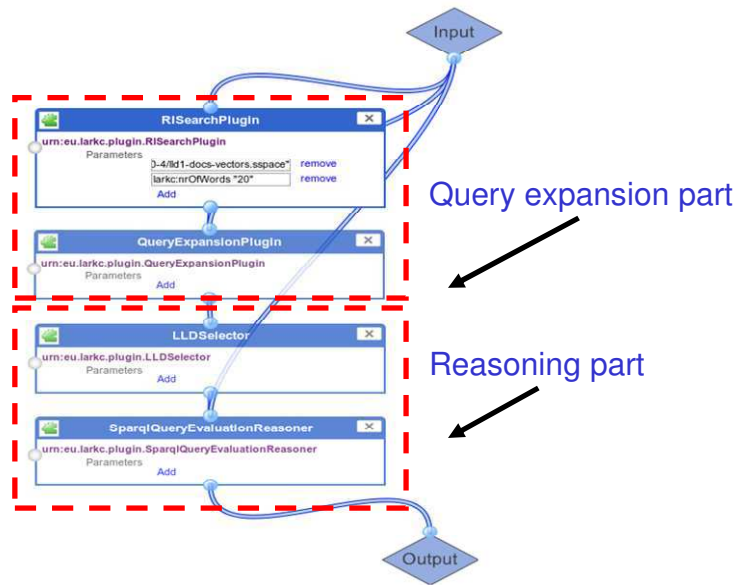 Input
RISearchPlugin
urn:eu.larkc.plugin.RISearchPlugin
Parameters
)-4/lld1-docs-vectors.sspace" remove
larkc:nrOfWords "20" remove
Add
Query expansion part
QueryExpansionPlugin
urn:eu.larkc.plugin.QueryExpansionPlugin
Parameters
Add
LLDSelector
urn:eu.larkc.plugin.LLDSelector
Parameters
Add
Reasoning part
SparqlQueryEvaluationReasoner
urn:eu.larkc.plugin.SparqlQueryEvaluationReasoner
Parameters
Add
Output